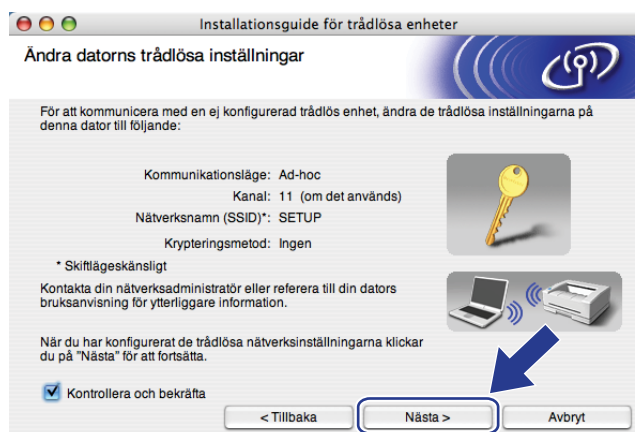 Installationsguide för trådlösa enheter
Ändra datorns trådlösa inställningar
För att kommunicera med en ej konfigurerad trådlös enhet, ändra de trådlösa inställningarna på
denna dator till följande:
Kommunikationsläge: Ad-hoc
Kanal: 11 (om det används)
Nätverksnamn (SSID)*: SETUP
Krypteringsmetod: Ingen
* Skiftlägeskänsligt
Kontakta din nätverksadministratör eller referera till din dators
bruksanvisning för ytterliggare information.
När du har konfigurerat de trådlösa nätverksinställningarna klickar
du på "Nästa" för att fortsätta.
Kontrollera och bekräfta
< Tillbaka Nästa > Avbryt